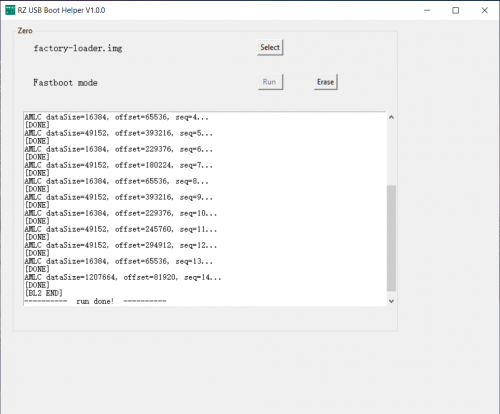 RZ USB Boot Helper V1.0.0
Zero
factory-loader.img Select
Fastboot mode Run Erase
AMLC dataSize=16384, offset=65536, seq=4...
[DONE]
AMLC dataSize=49152, offset=393216, seq=5...
[DONE]
AMLC dataSize=16384, offset=229376, seq=6...
[DONE]
AMLC dataSize=49152, offset=180224, seq=7...
[DONE]
AMLC dataSize=16384, offset=65536, seq=8...
[DONE]
AMLC dataSize=49152, offset=393216, seq=9...
[DONE]
AMLC dataSize=16384, offset=229376, seq=10...
[DONE]
AMLC dataSize=49152, offset=245760, seq=11...
[DONE]
AMLC dataSize=49152, offset=294912, seq=12...
[DONE]
AMLC dataSize=16384, offset=65536, seq=13...
[DONE]
AMLC dataSize=1207664, offset=81920, seq=14...
[DONE]
[BL2 END]
---------- run done! ----------